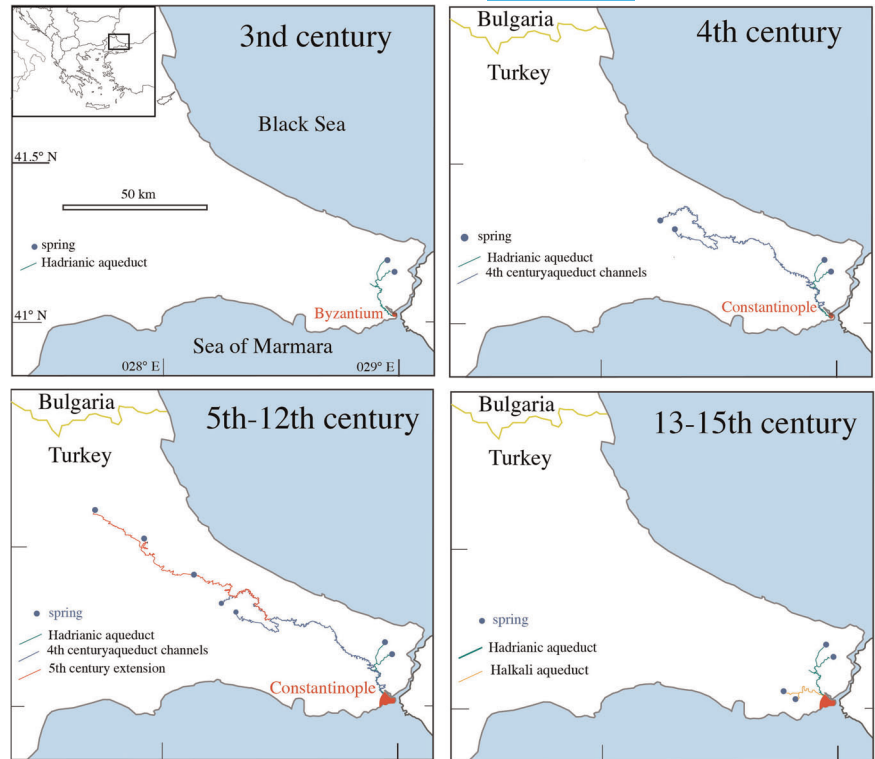 3nd century
Black Sea
41.5° N
50 km
spring
Hadrianic aqueduct
Byzantium
41° N
Sea of Marmara
028° E
029° E
Bulgaria
4th century
Turkey
spring
Hadrianic aqueduct
4th centuryaqueduct channels
Constantinople
Bulgaria
5th-12th century
Turkey
spring
Hadrianic aqueduct
4th centuryaqueduct channels
5th century extension
Constantinople
Bulgaria
13-15th century
Turkey
spring
Hadrianic aqueduct
Halkali aqueduct